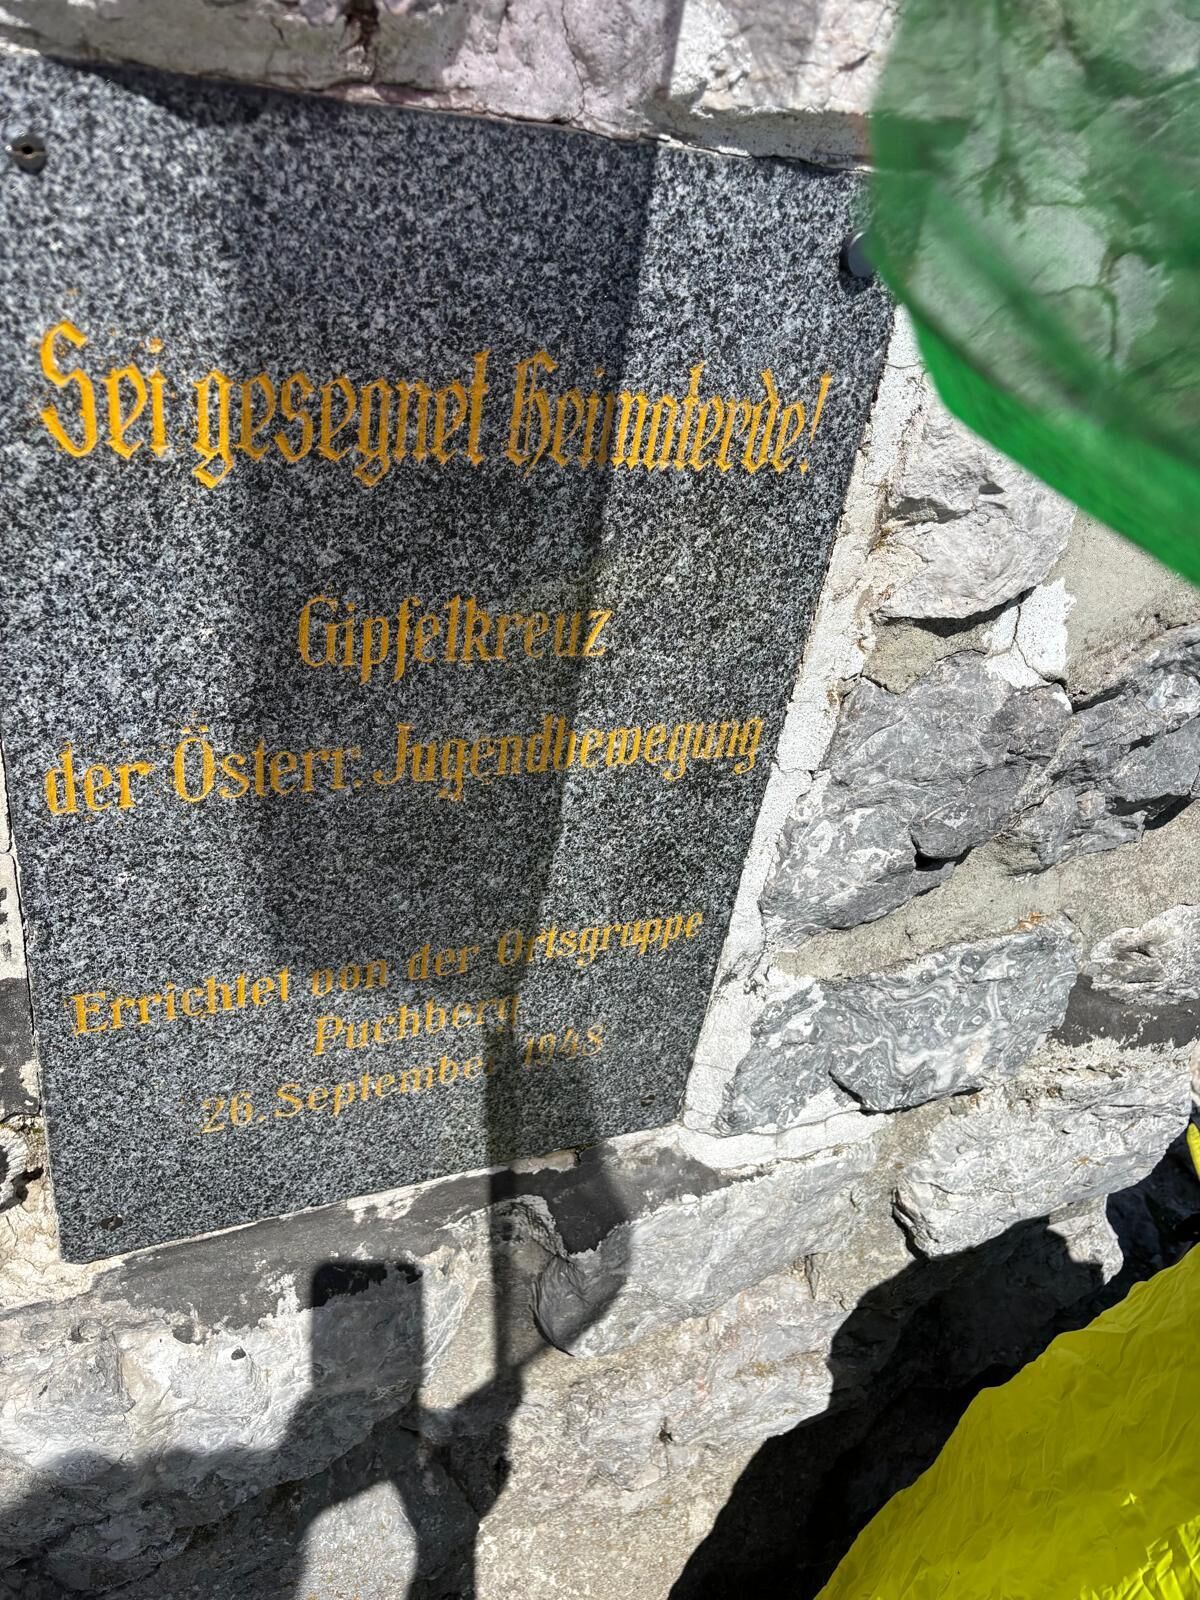 Sei gesegnet Heimaterde!
Gipfelkreuz
der Österr. Jugendbewegung
Errichtet von der Ortsgruppe
Puchberg
26. September 1948